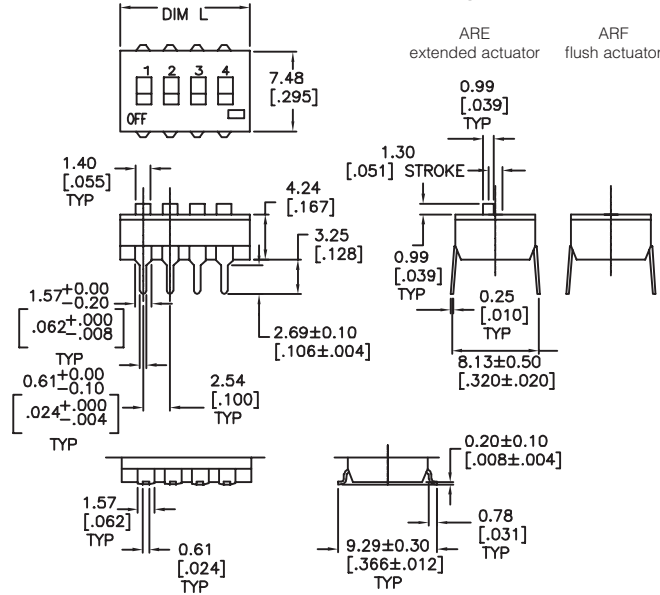 DIM L
1 2 3 4
OFF
7.48
[.295]
ARE
extended actuator
ARF
flush actuator
0.99
[.039]
TYP
1.30
[.051] STROKE
1.40
[.055]
TYP
4.24
[.167]
3.25
[.128]
0.99
[.039]
TYP
0.25
[.010]
TYP
8.13±0.50
[.320±.020]
1.57+0.00
−0.20
[.062+.000
−.008]
TYP
2.69±0.10
[.106±.004]
0.61+0.00
−0.10
[.024+.000
−.004]
TYP
2.54
[.100]
TYP
1.57
[.062]
TYP
0.61
[.024]
TYP
0.20±0.10
[.008±.004]
0.78
[.031]
TYP
9.29±0.30
[.366±.012]
TYP